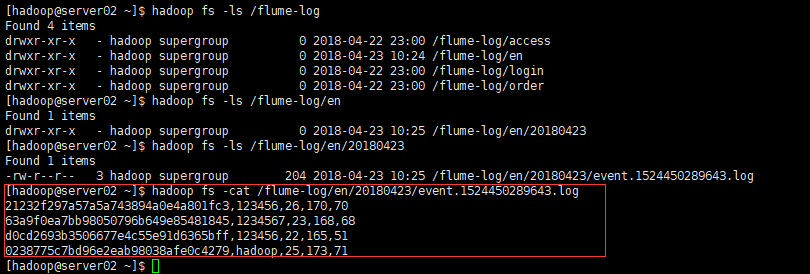 [hadoop@server02 ~]$ hadoop fs -ls /flume-log
Found 4 items
drwxr-xr-x   - hadoop supergroup          0 2018-04-22 23:00 /flume-log/access
drwxr-xr-x   - hadoop supergroup          0 2018-04-23 10:24 /flume-log/en
drwxr-xr-x   - hadoop supergroup          0 2018-04-22 23:00 /flume-log/login
drwxr-xr-x   - hadoop supergroup          0 2018-04-22 23:00 /flume-log/order
[hadoop@server02 ~]$ hadoop fs -ls /flume-log/en
Found 1 items
drwxr-xr-x   - hadoop supergroup          0 2018-04-23 10:25 /flume-log/en/20180423
[hadoop@server02 ~]$ hadoop fs -ls /flume-log/en/20180423
Found 1 items
-rw-r--r--   3 hadoop supergroup        204 2018-04-23 10:25 /flume-log/en/20180423/event.1524450289643.log
[hadoop@server02 ~]$ hadoop fs -cat /flume-log/en/20180423/event.1524450289643.log
21232f297a57a5a743894a0e4a801fc3,123456,26,170,70
63a9f0ea7bb98050796b649e85481845,1234567,23,168,68
d0cd2693b3506677e4c55e91d6365bff,123456,22,165,51
0238775c7bd96e2eab98038afe0c4279,hadoop,25,173,71
[hadoop@server02 ~]$